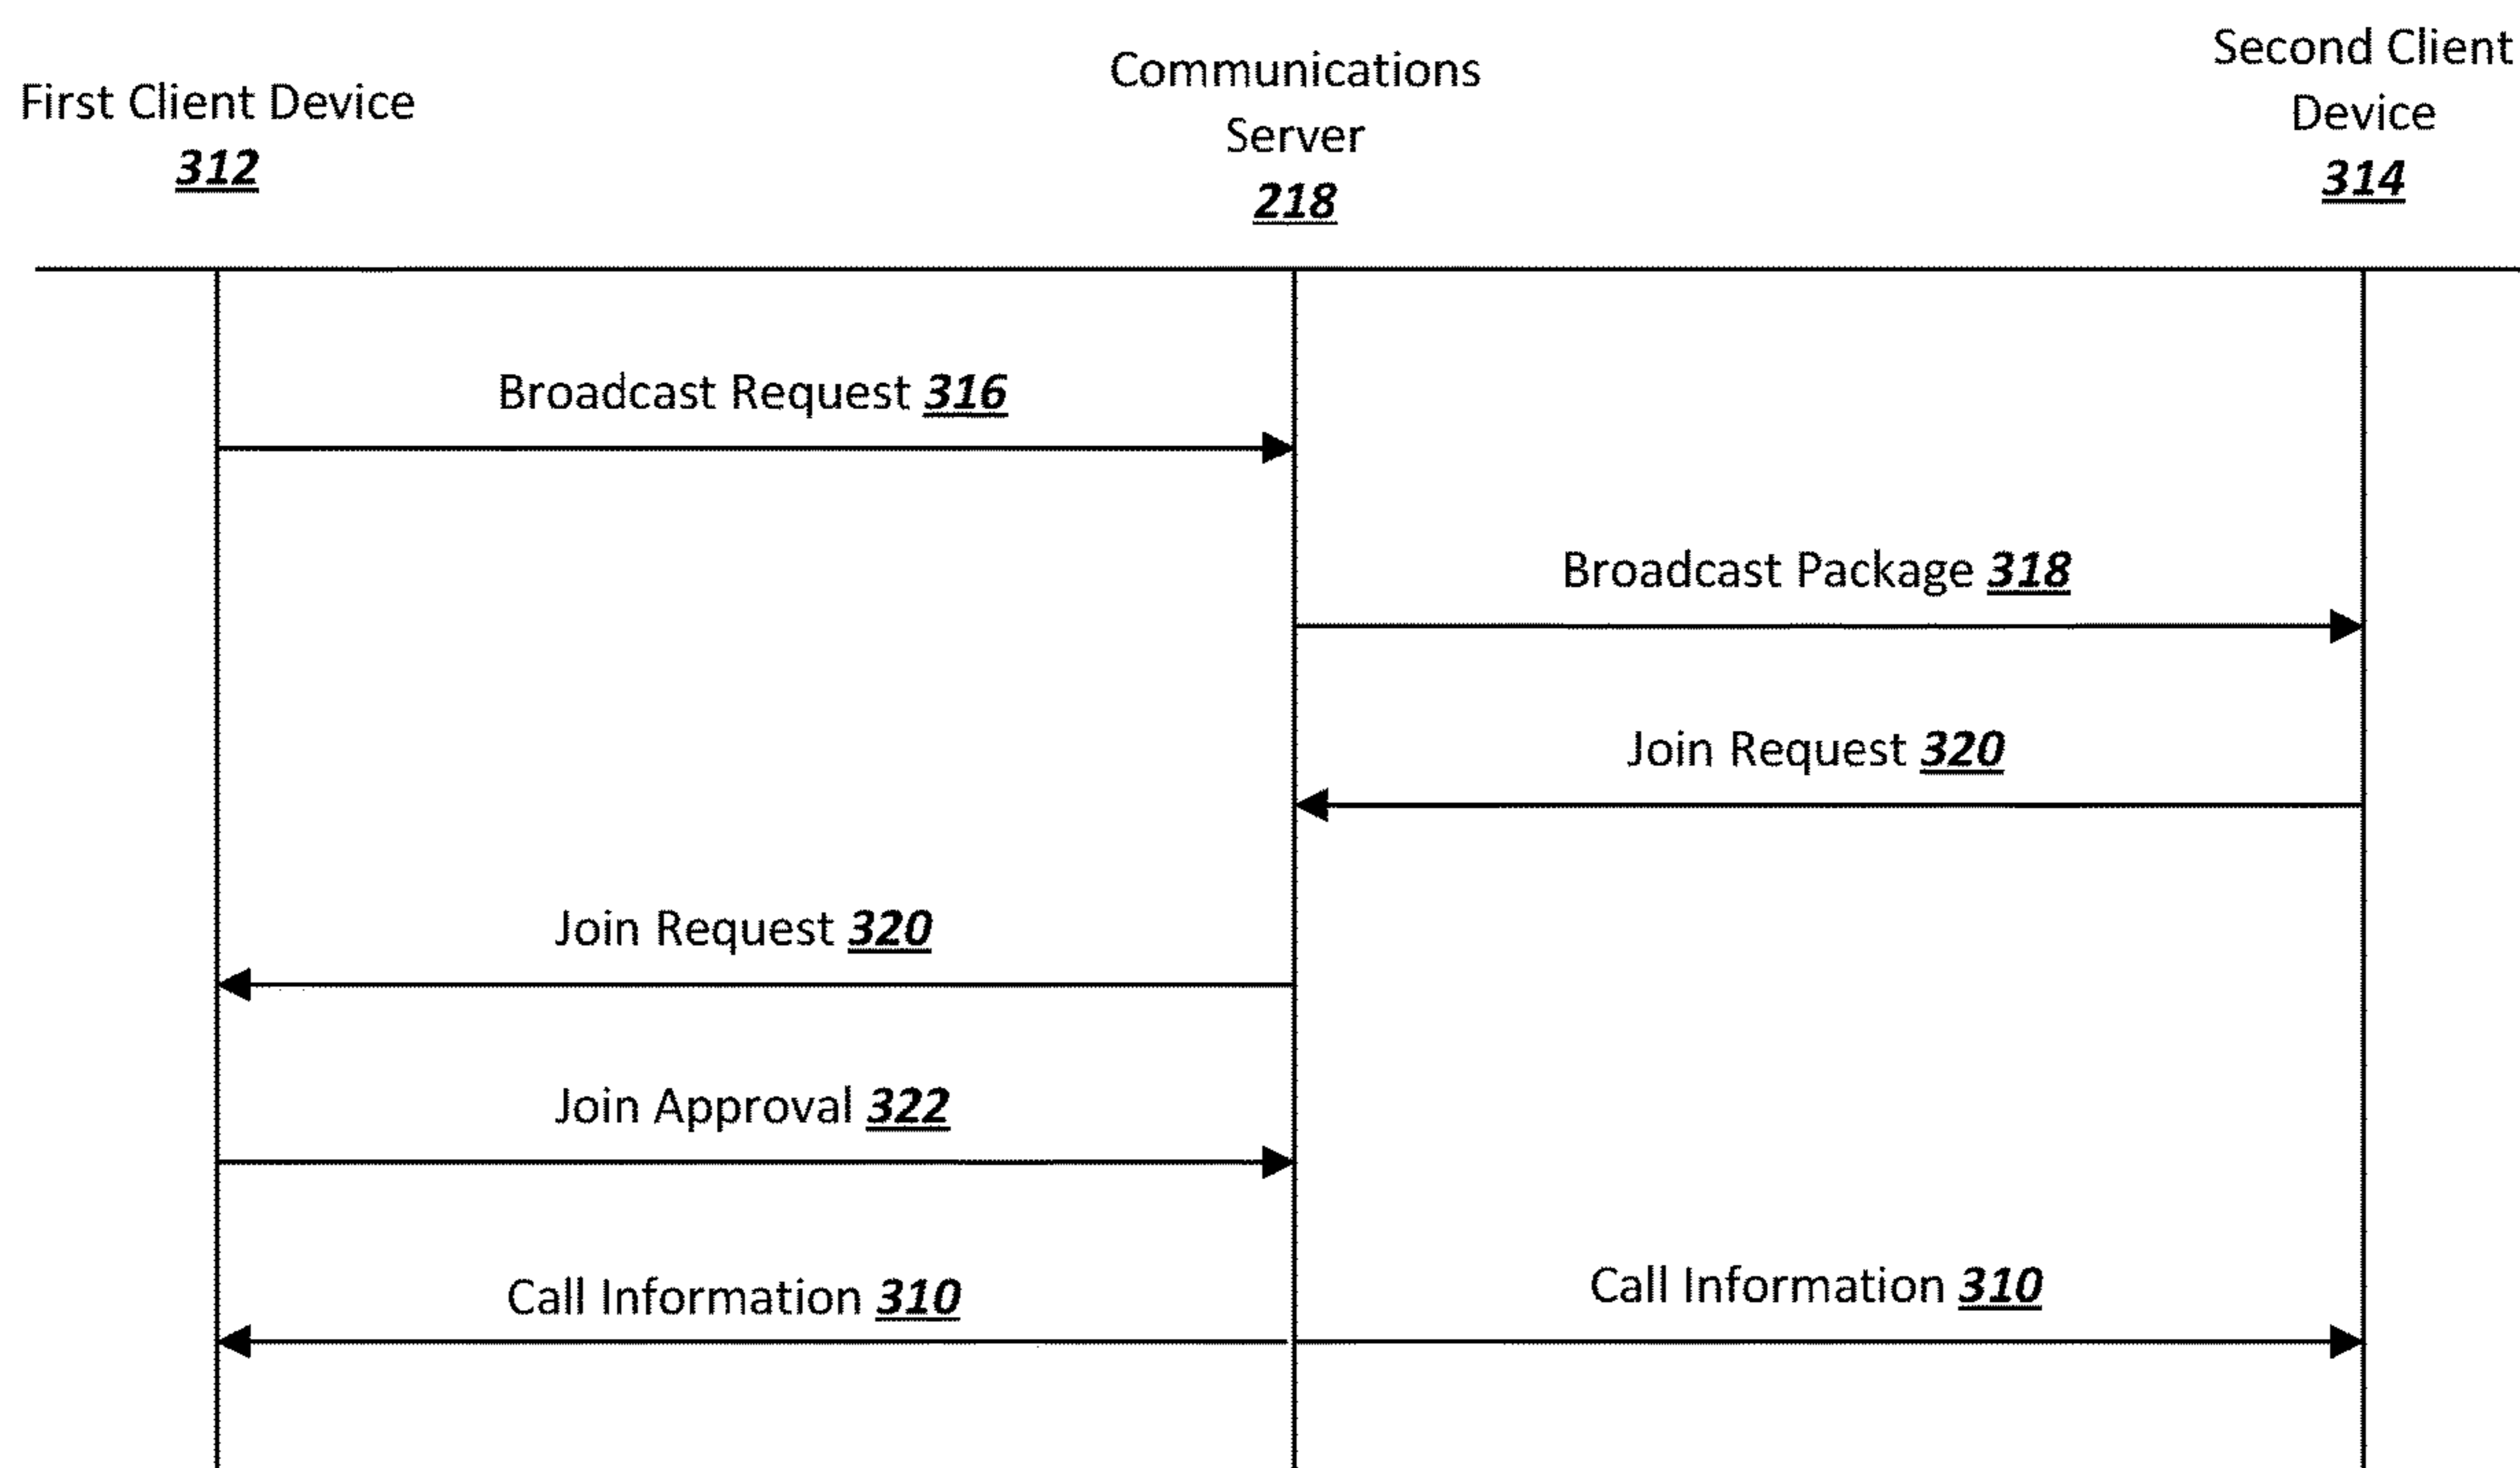 First Client Device
312
Communications
Server
218
Second Client
Device
314
Broadcast Request 316
Broadcast Package 318
Join Request 320
Join Request 320
Join Approval 322
Call Information 310
Call Information 310